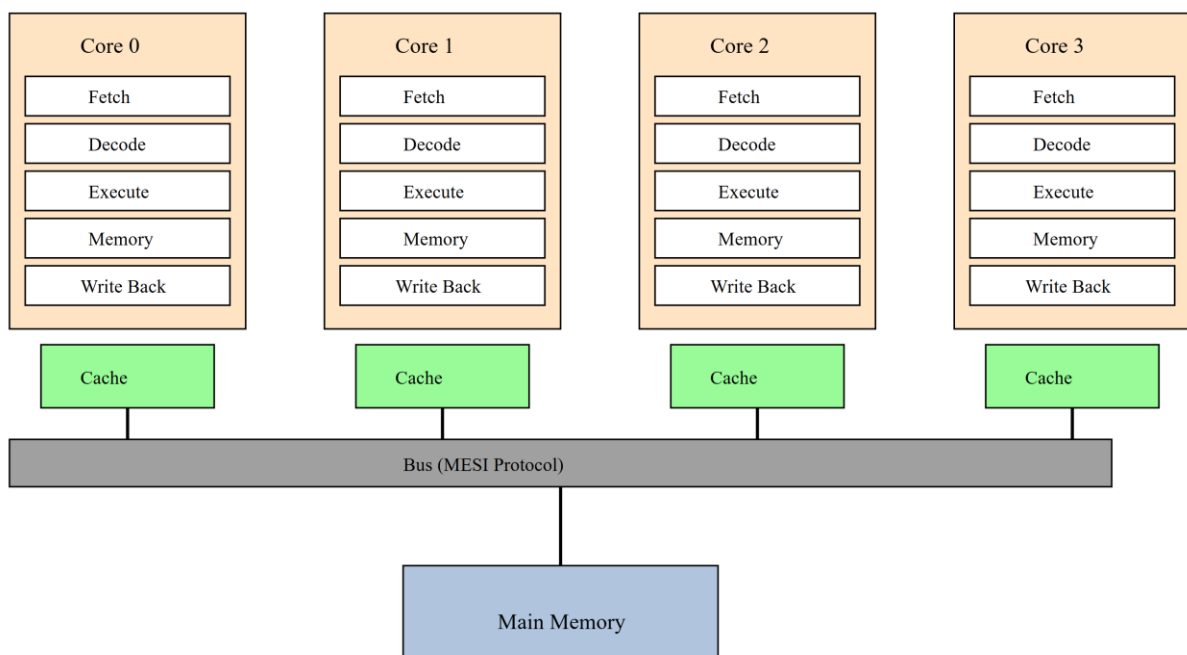 Core 0
Fetch
Decode
Execute
Memory
Write Back
Cache
Core 1
Fetch
Decode
Execute
Memory
Write Back
Cache
Core 2
Fetch
Decode
Execute
Memory
Write Back
Cache
Core 3
Fetch
Decode
Execute
Memory
Write Back
Cache
Bus (MESI Protocol)
Main Memory